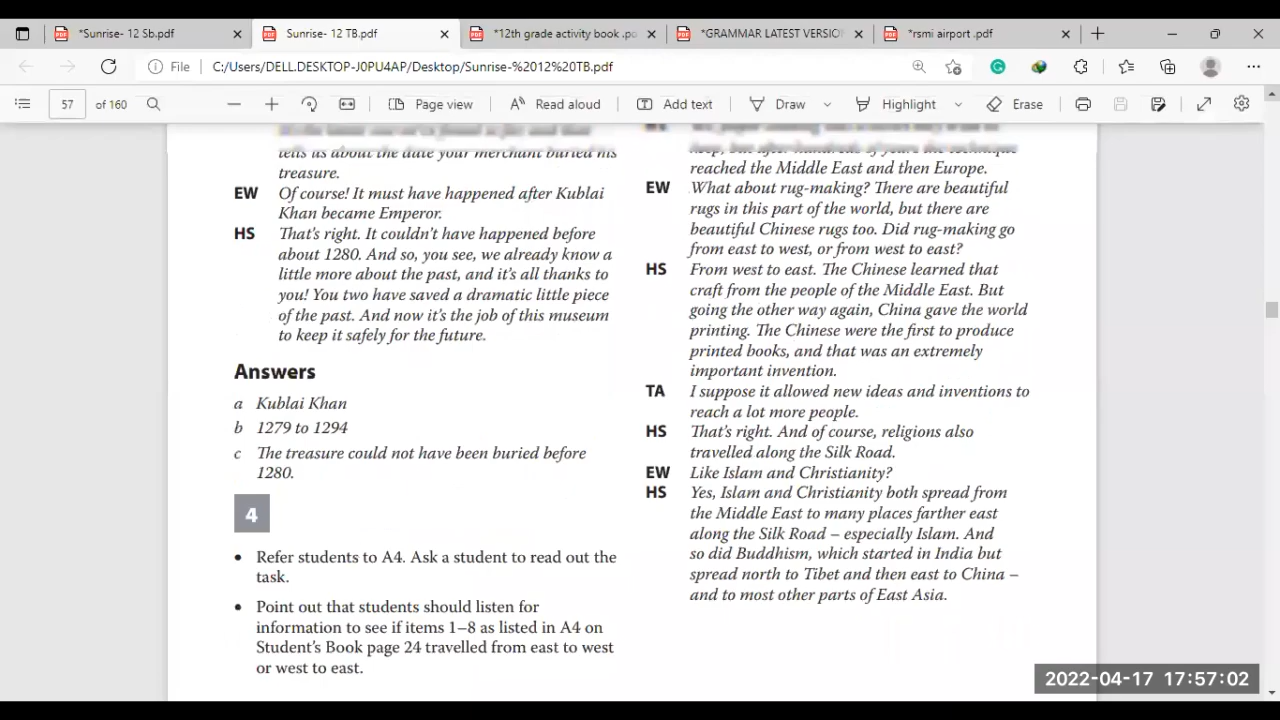 *Sunrise- 12 Sb.pdf
Sunrise- 12 TB.pdf
*12th grade activity book .po
*GRAMMAR LATEST VERSION
*rsmi airport .pdf
File
C:/Users/DELL.DESKTOP-J0PU4AP/Desktop/Sunrise-%2012%20TB.pdf
57 of 160
Page view
Read aloud
Add text
Draw
Highlight
Erase
tells us about the date your merchant buried his
treasure.
EW Of course! It must have happened after Kublai
Khan became Emperor.
HS That's right. It couldn't have happened before
about 1280. And so, you see, we already know a
little more about the past, and it's all thanks to
you! You two have saved a dramatic little piece
of the past. And now it's the job of this museum
to keep it safely for the future.
Answers
a Kublai Khan
b 1279 to 1294
c The treasure could not have been buried before
1280.
4
• Refer students to A4. Ask a student to read out the
task.
• Point out that students should listen for
information to see if items 1–8 as listed in A4 on
Student's Book page 24 travelled from east to west
or west to east.
keep, but after hundreds of years the technique
reached the Middle East and then Europe.
EW What about rug-making? There are beautiful
rugs in this part of the world, but there are
beautiful Chinese rugs too. Did rug-making go
from east to west, or from west to east?
HS From west to east. The Chinese learned that
craft from the people of the Middle East. But
going the other way again, China gave the world
printing. The Chinese were the first to produce
printed books, and that was an extremely
important invention.
TA I suppose it allowed new ideas and inventions to
reach a lot more people.
HS That's right. And of course, religions also
travelled along the Silk Road.
EW Like Islam and Christianity?
HS Yes, Islam and Christianity both spread from
the Middle East to many places farther east
along the Silk Road – especially Islam. And
so did Buddhism, which started in India but
spread north to Tibet and then east to China –
and to most other parts of East Asia.
2022-04-17 17:57:02